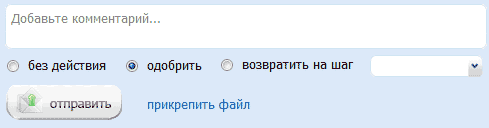 Добавьте комментарий...
без действия одобрить возвратить на шаг
отправить прикрепить файл